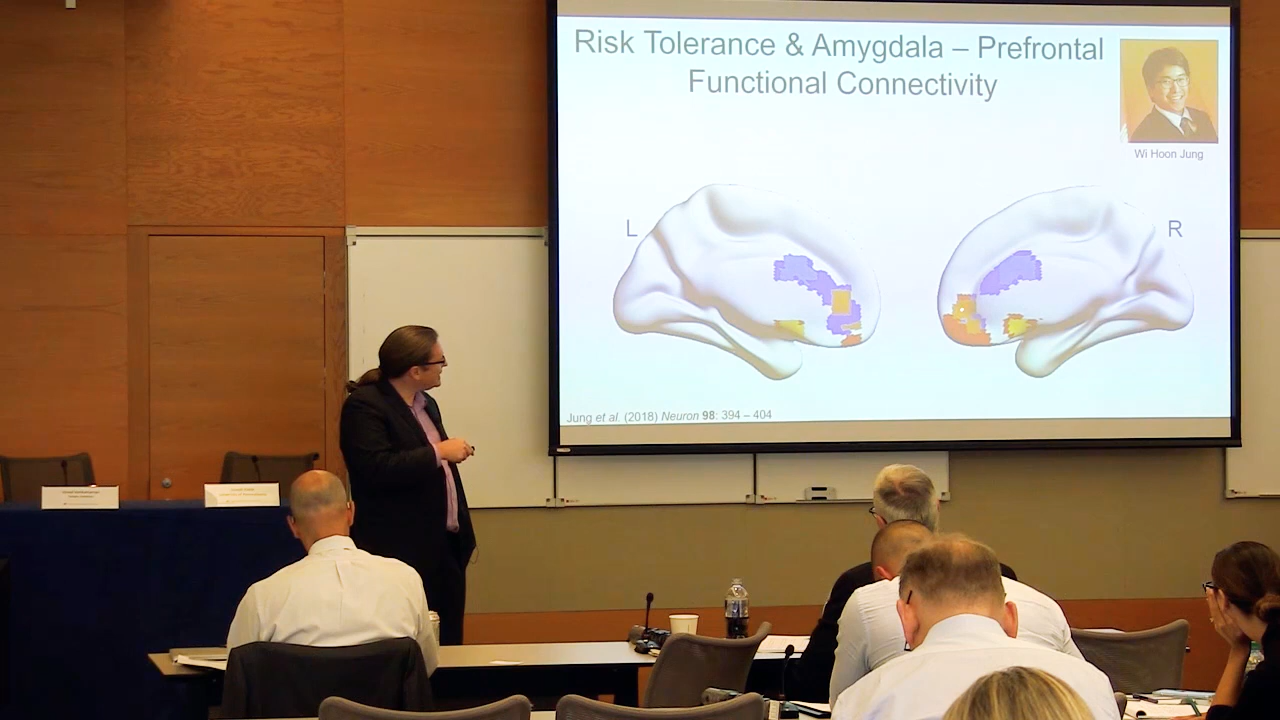 Risk Tolerance & Amygdala – Prefrontal
Functional Connectivity
Wi Hoon Jung
L
R
Jung et al. (2018) Neuron 98: 394 – 404